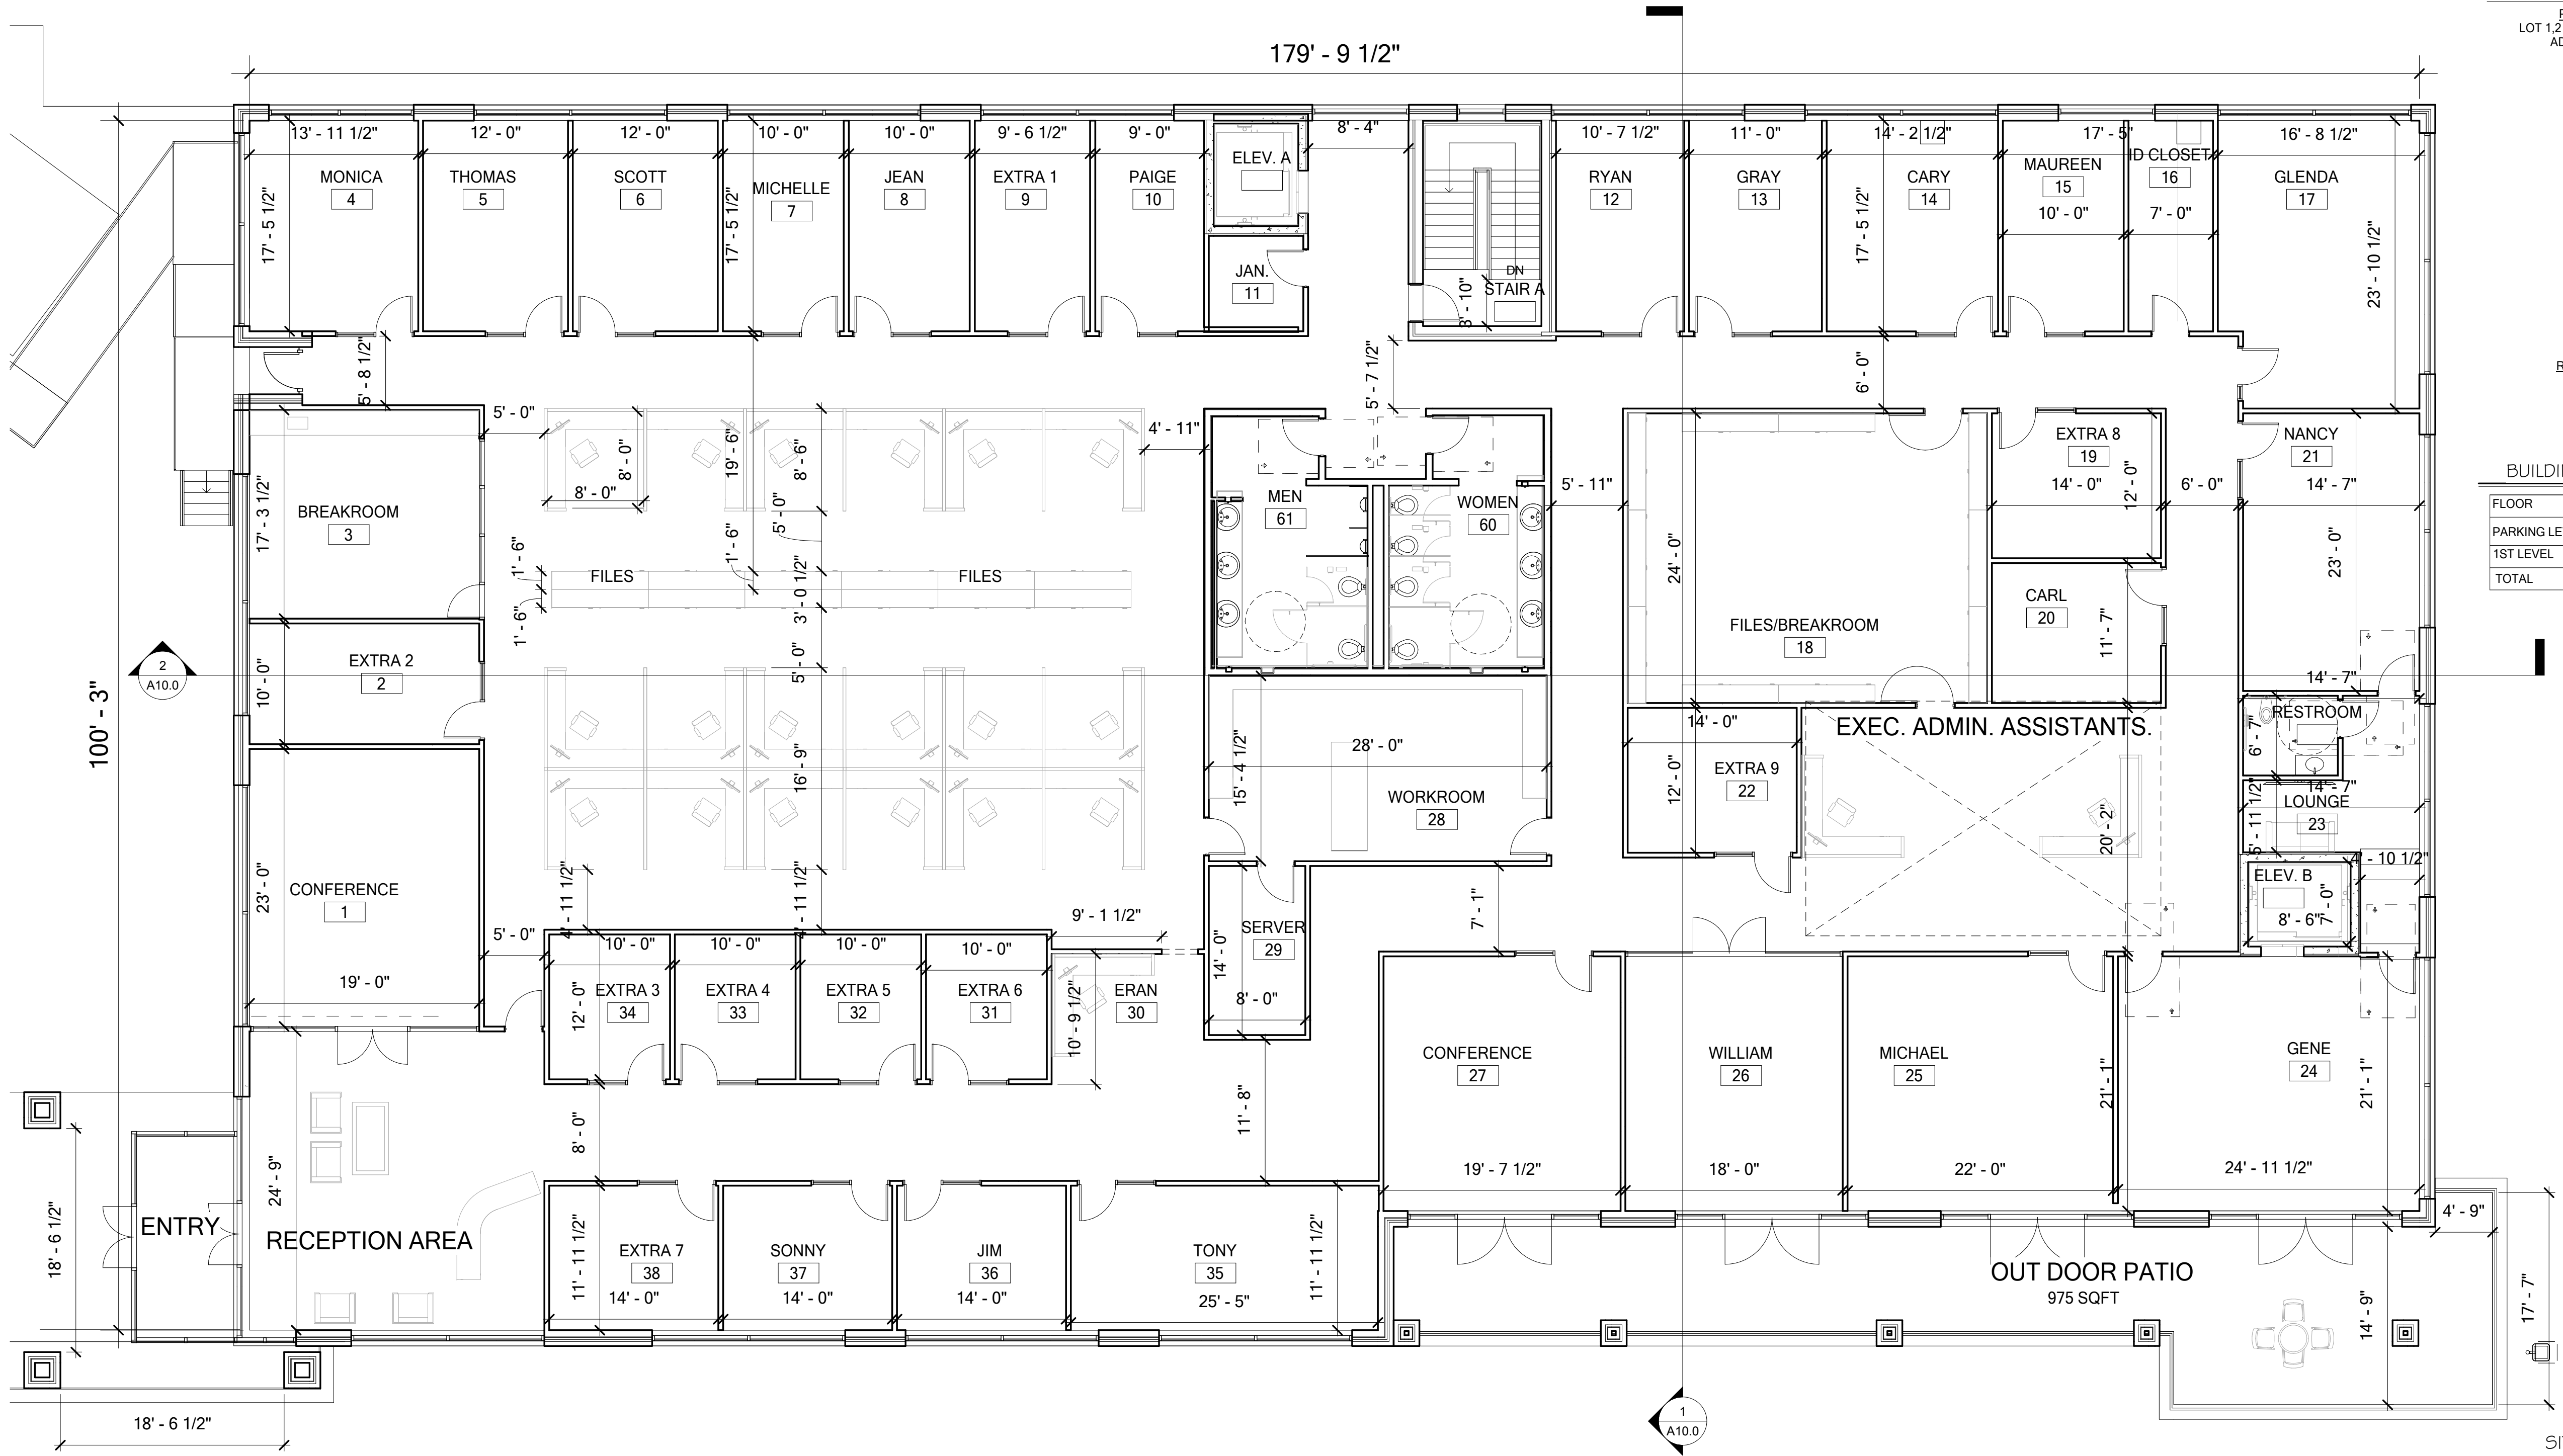 LOT 1,2
179' - 9 1/2"
13' - 11 1/2"
12' - 0"
12' - 0"
10' - 0"
10' - 0"
9' - 6 1/2"
9' - 0"
8' - 4"
10' - 7 1/2"
11' - 0"
14' - 2 1/2"
17' - 5"
16' - 8 1/2"
MONICA
4
THOMAS
5
SCOTT
6
MICHELLE
7
JEAN
8
EXTRA 1
9
PAIGE
10
ELEV. A
JAN.
11
DN
STAIR A
3' - 10"
RYAN
12
GRAY
13
CARY
14
MAUREEN
15
10' - 0"
ID CLOSET
16
7' - 0"
GLENDA
17
17' - 5 1/2"
17' - 5 1/2"
17' - 5 1/2"
23' - 10 1/2"
5' - 8 1/2"
5' - 7 1/2"
6' - 0"
5' - 0"
4' - 11"
8' - 0"
8' - 0"
19' - 6"
8' - 6"
5' - 0"
1' - 6"
1' - 6"
1' - 6"
3' - 0 1/2"
5' - 0"
FILES
FILES
BREAKROOM
3
17' - 3 1/2"
EXTRA 2
2
10' - 0"
MEN
61
WOMEN
60
5' - 11"
24' - 0"
FILES/BREAKROOM
18
EXTRA 8
19
14' - 0"
12' - 0"
6' - 0"
NANCY
21
14' - 7"
23' - 0"
CARL
20
11' - 7"
14' - 7"
BUILDI
FLOOR
PARKING LE
1ST LEVEL
TOTAL
2
A10.0
100' - 3"
16' - 9"
28' - 0"
15' - 4 1/2"
WORKROOM
28
14' - 0"
EXTRA 9
22
12' - 0"
EXEC. ADMIN. ASSISTANTS.
20' - 2"
RESTROOM
6' - 7"
14' - 7"
LOUNGE
23
5' - 11 1/2"
4' - 10 1/2"
ELEV. B
8' - 6"
7' - 0"
CONFERENCE
1
23' - 0"
19' - 0"
5' - 0"
4' - 11 1/2"
4' - 11 1/2"
9' - 1 1/2"
10' - 0"
10' - 0"
10' - 0"
10' - 0"
EXTRA 3
34
12' - 0"
EXTRA 4
33
EXTRA 5
32
EXTRA 6
31
ERAN
30
10' - 9 1/2"
SERVER
29
14' - 0"
8' - 0"
7' - 1"
CONFERENCE
27
19' - 7 1/2"
WILLIAM
26
18' - 0"
MICHAEL
25
22' - 0"
21' - 1"
GENE
24
24' - 11 1/2"
21' - 1"
8' - 0"
11' - 8"
24' - 9"
18' - 6 1/2"
ENTRY
RECEPTION AREA
EXTRA 7
38
14' - 0"
11' - 11 1/2"
SONNY
37
14' - 0"
JIM
36
14' - 0"
TONY
35
25' - 5"
11' - 11 1/2"
OUT DOOR PATIO
975 SQFT
4' - 9"
14' - 9"
17' - 7"
18' - 6 1/2"
1
A10.0